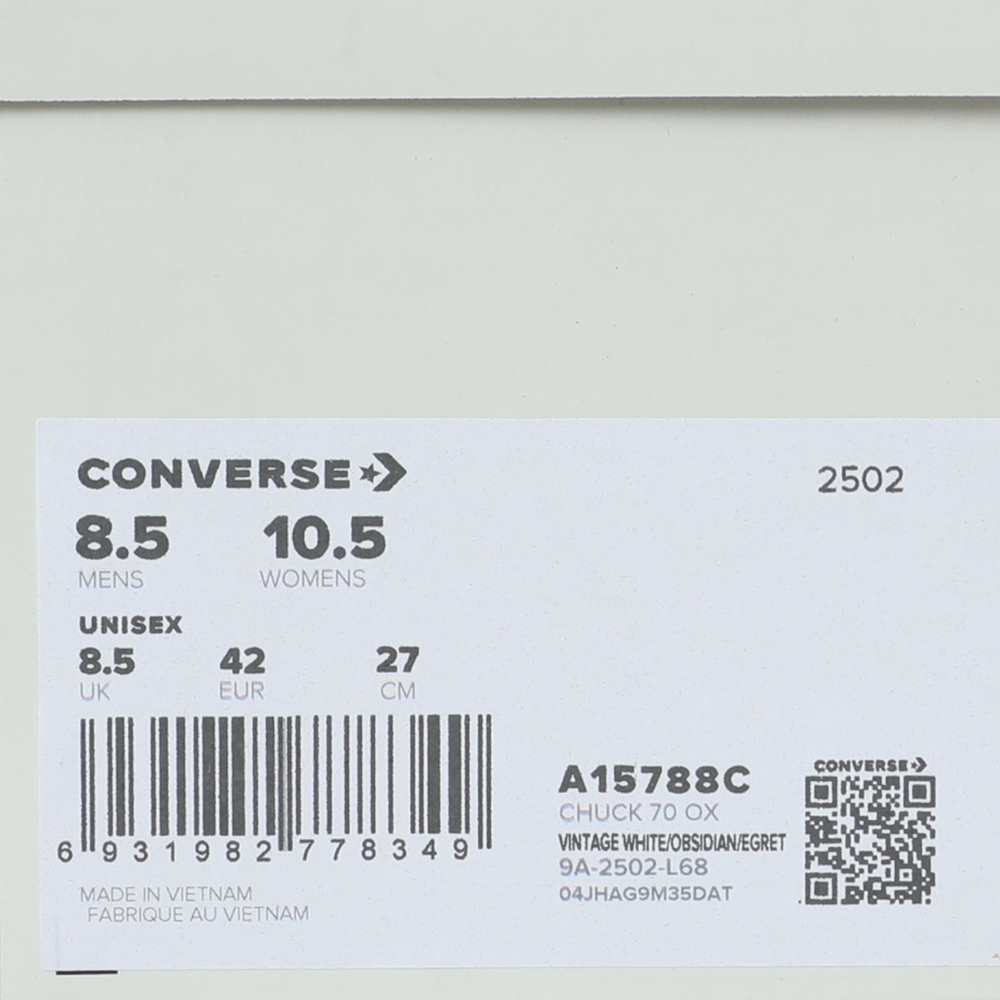 CONVERSE
2502
8.5 10.5
MENS WOMENS
UNISEX
8.5 42 27
UK EUR CM
6 931982 778349
MADE IN VIETNAM
FABRIQUE AU VIETNAM
CONVERSE
A15788C
CHUCK 70 OX
VINTAGE WHITE/OBSIDIAN/EGRET
9A-2502-L68
04JHAG9M35DAT